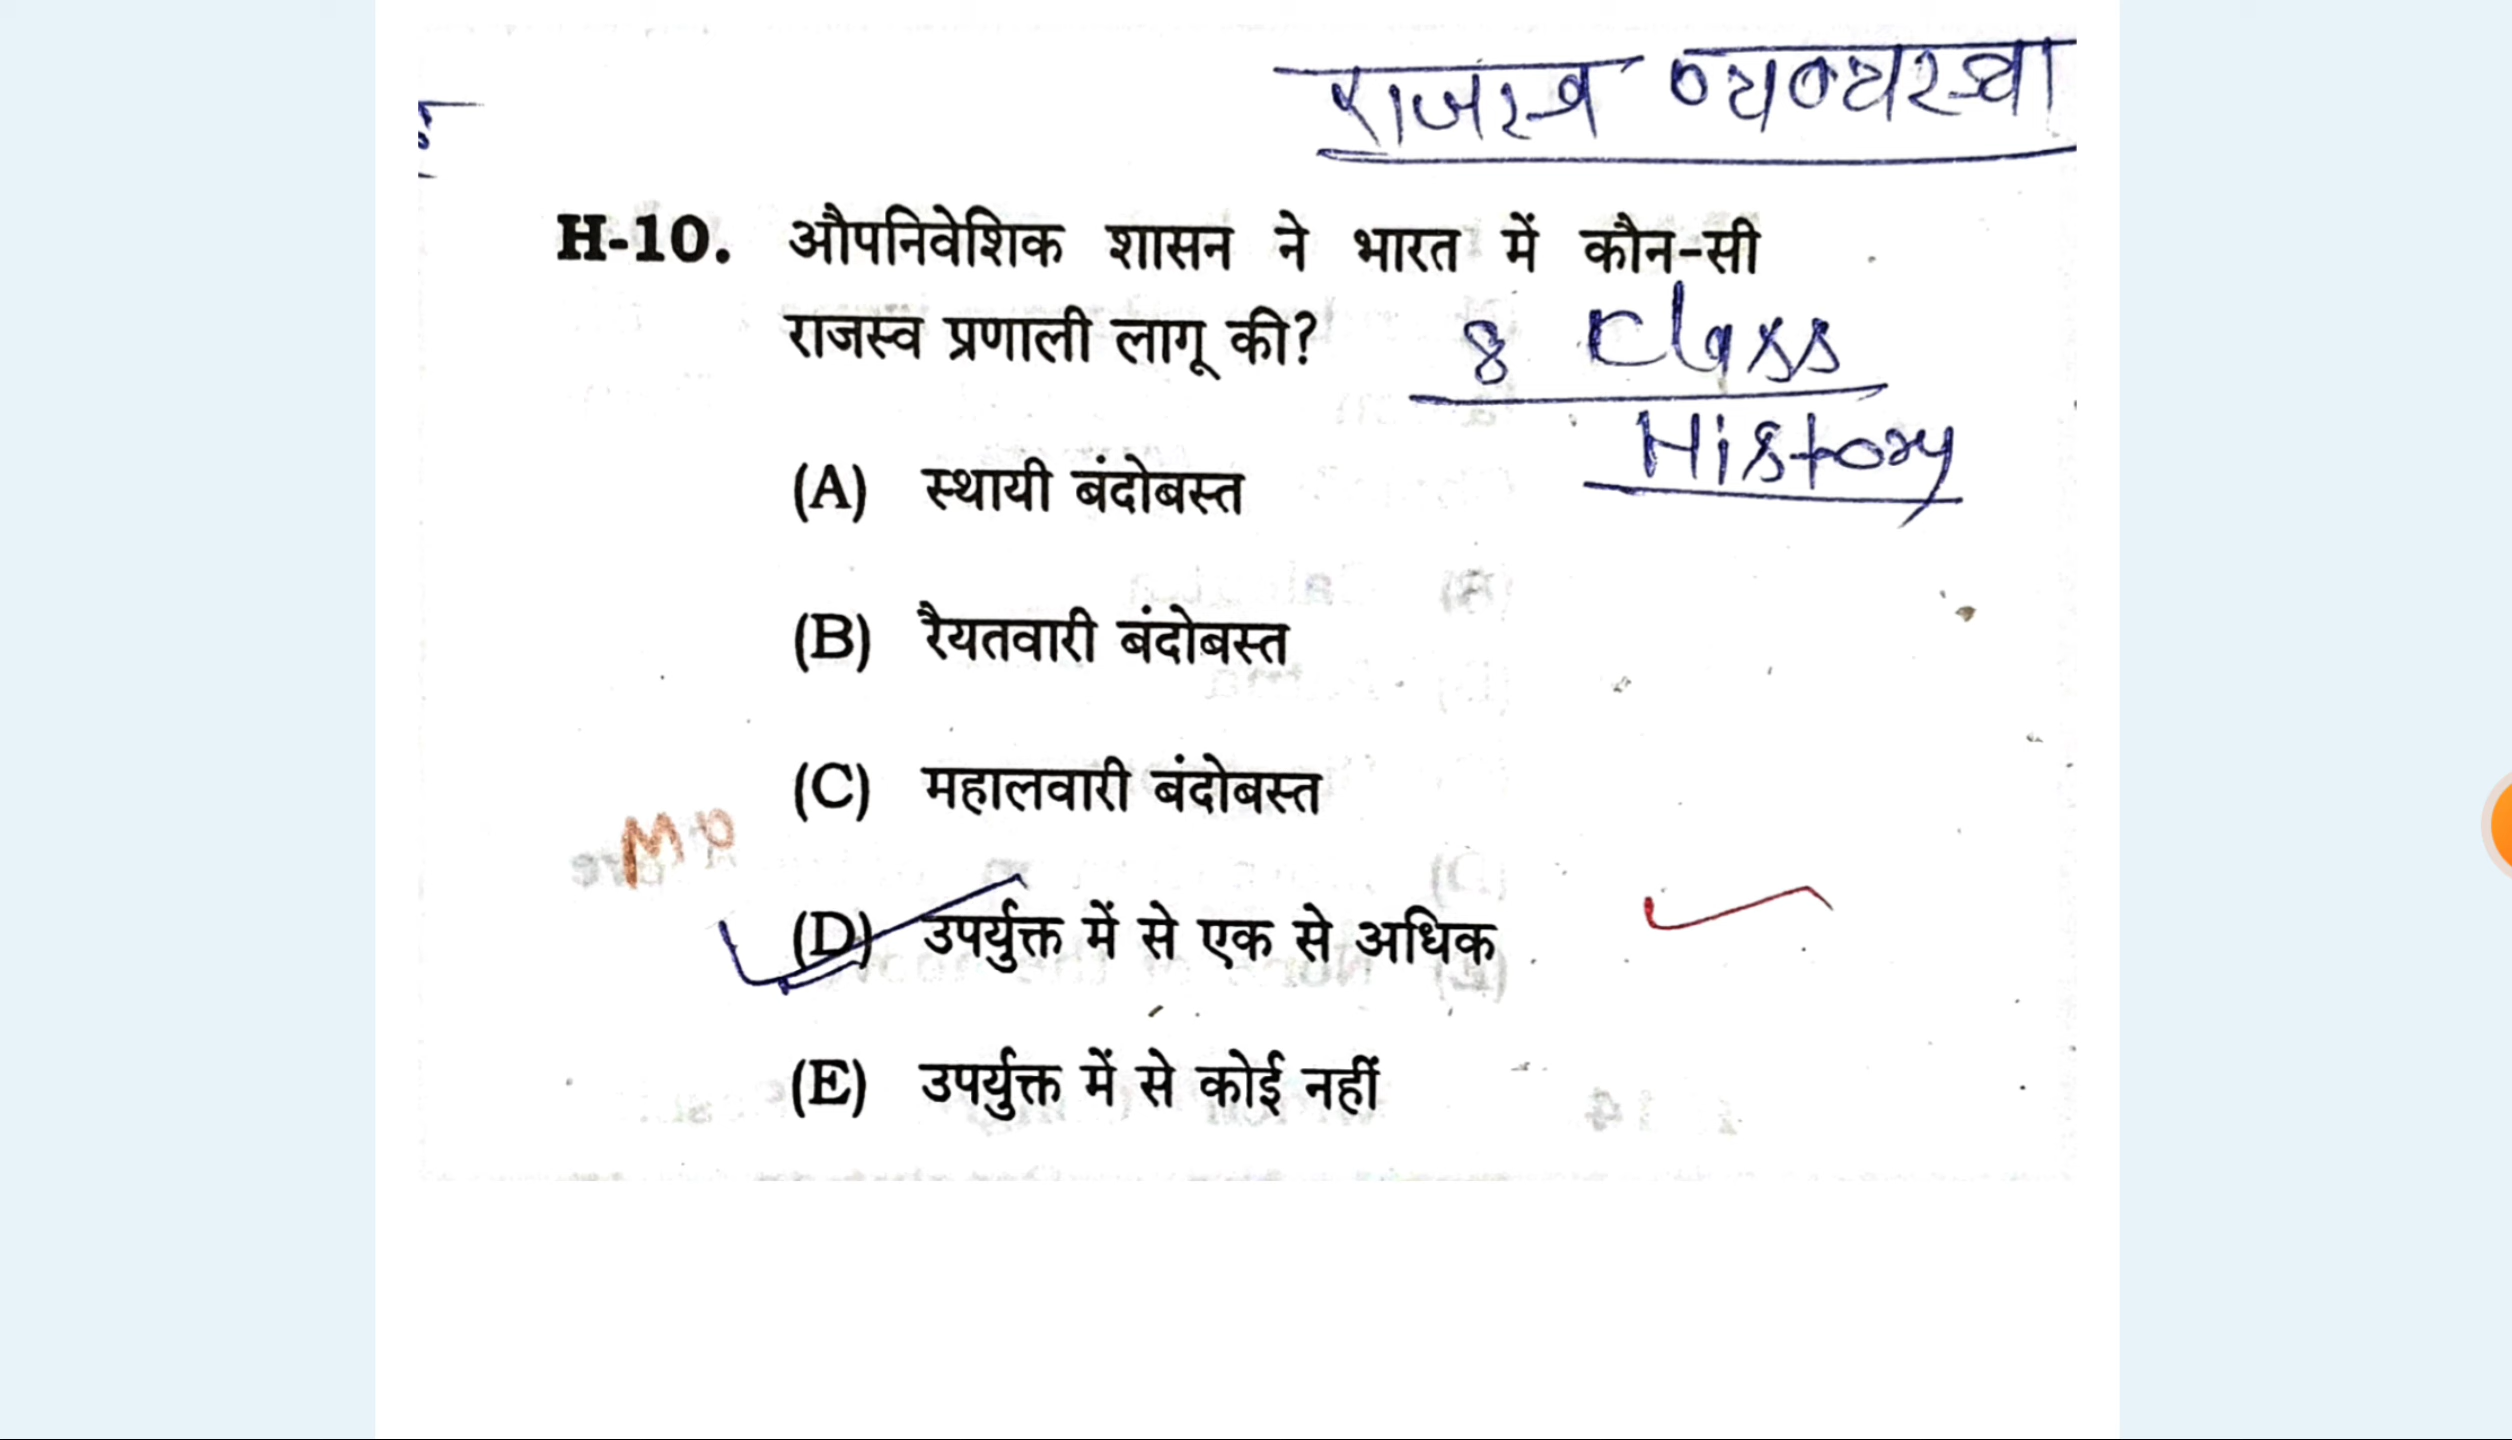 राजस्व व्यवस्था
H-10. औपनिवेशिक शासन ने भारत में कौन-सी
राजस्व प्रणाली लागू की?
8 Class
History
(A) स्थायी बंदोबस्त
(B) रैयतवारी बंदोबस्त
(C) महालवारी बंदोबस्त
(D) उपर्युक्त में से एक से अधिक
(E) उपर्युक्त में से कोई नहीं